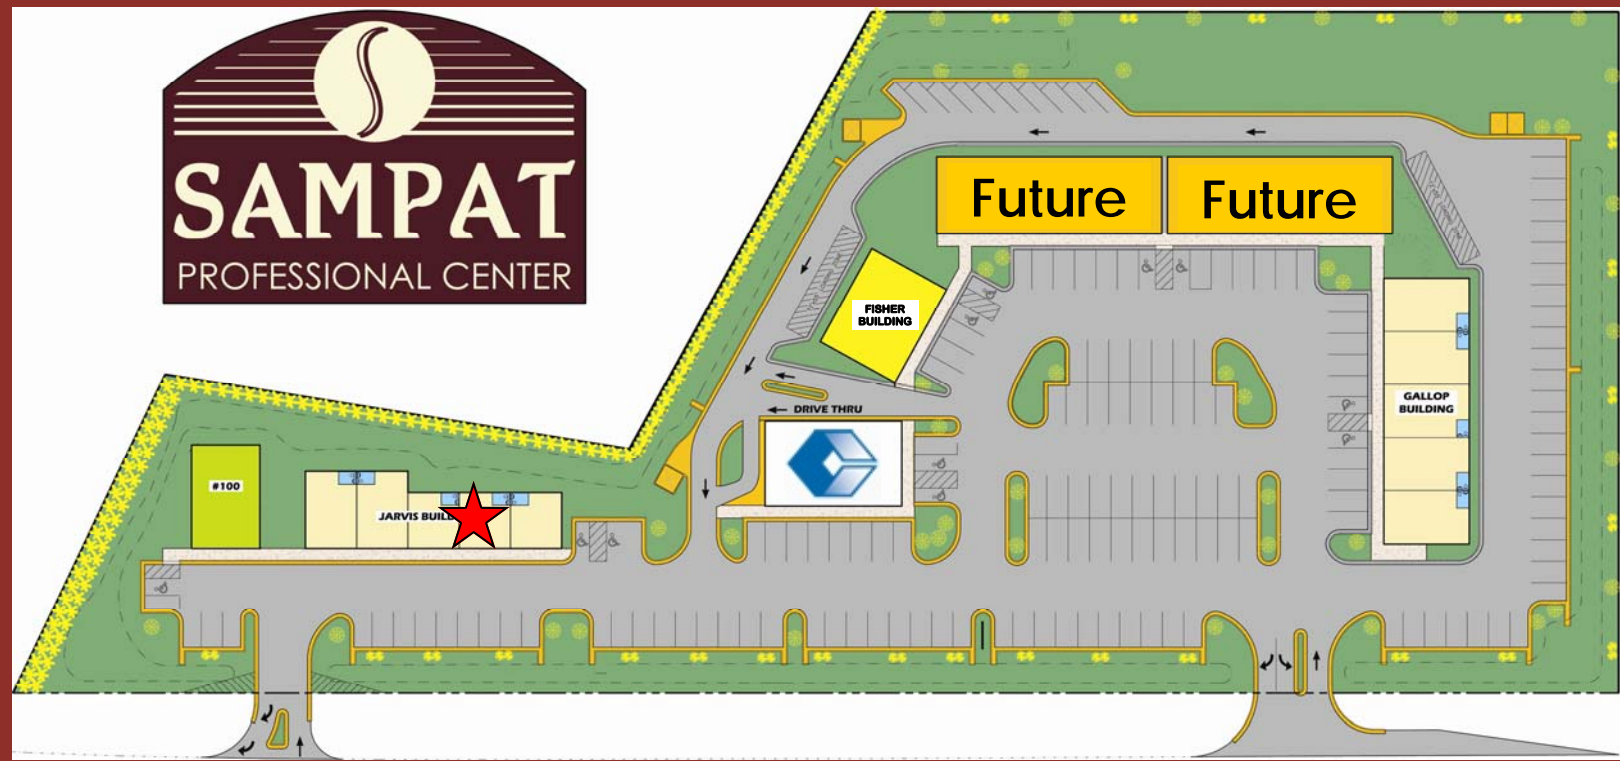 SAMPAT
PROFESSIONAL CENTER
Future
Future
FISHER
BUILDING
GALLOP
BUILDING
DRIVE THRU
#100
JARVIS BUIL